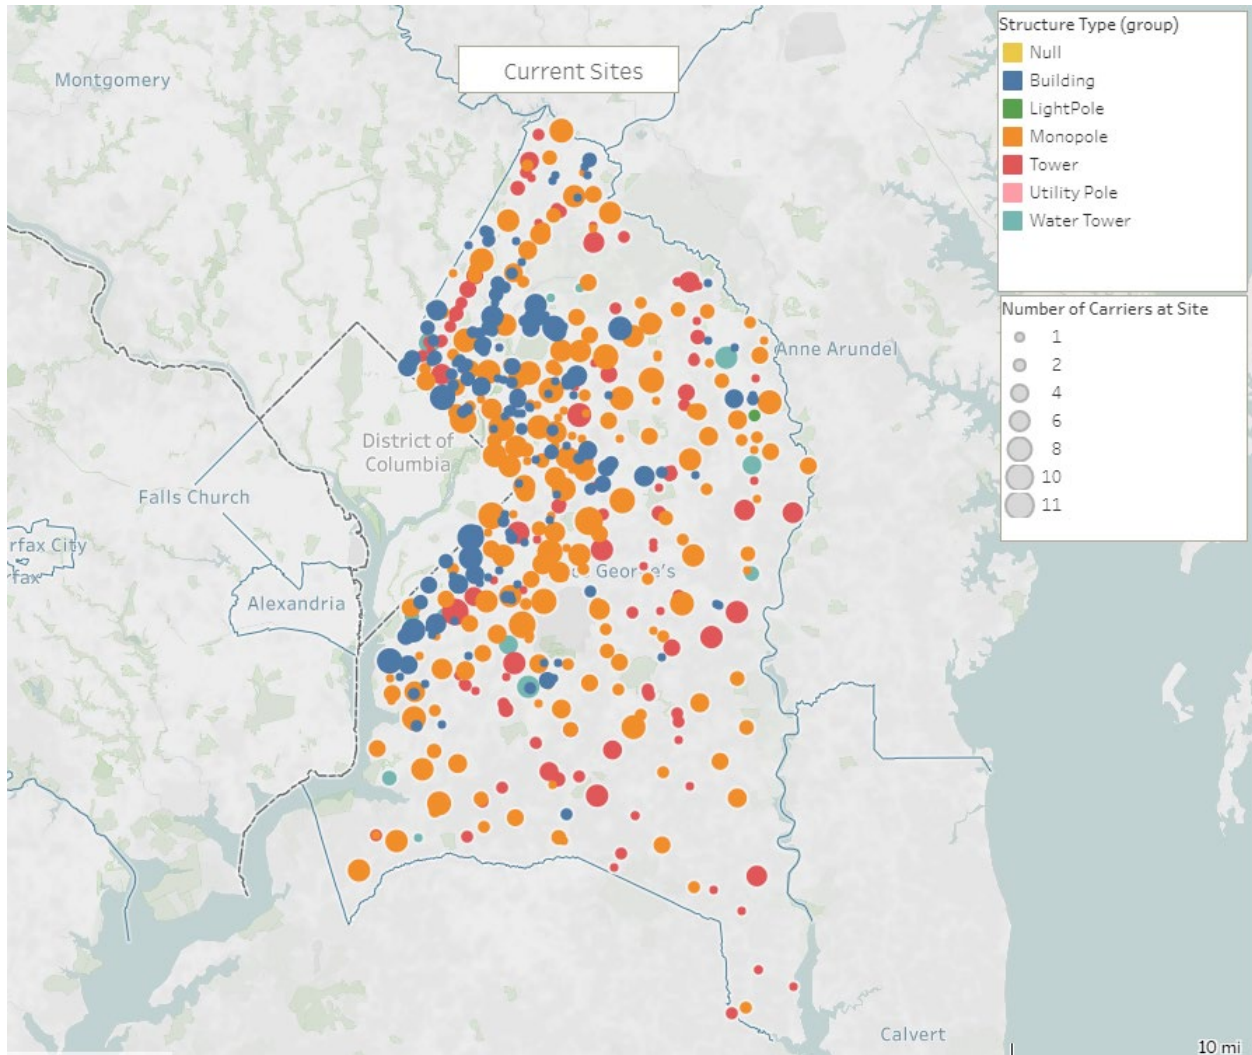 Current Sites
Structure Type (group)
Null
Building
LightPole
Monopole
Tower
Utility Pole
Water Tower
Number of Carriers at Site
1
2
4
6
8
10
11
Montgomery
Anne Arundel
District of
Columbia
Falls Church
rfax City
rfax
George's
Alexandria
Calvert
10 mi